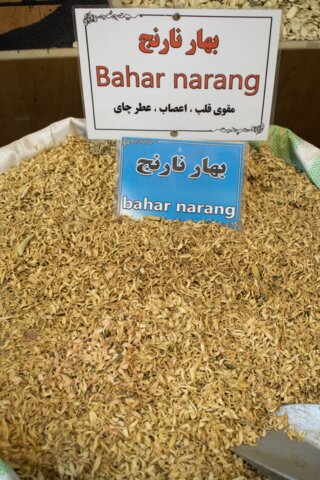 بهار نارنج
Bahar narang
مقوی قلب ، اعصاب ، عطر چای
بهار نارنج
bahar narang